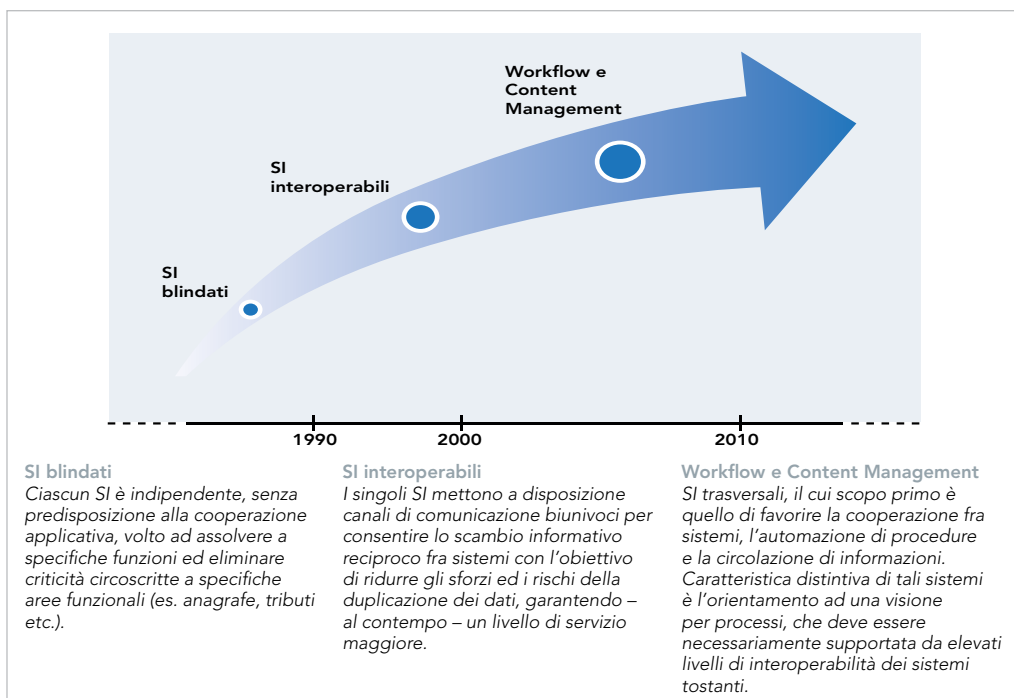 Workflow e
Content
Management
SI
interoperabili
SI
blindati
1990
2000
2010
SI blindati
Ciascun SI è indipendente, senza
predisposizione alla cooperazione
applicativa, volto ad assolvere a
specifiche funzioni ed eliminare
criticità circoscritte a specifiche
aree funzionali (es. anagrafe, tributi
etc.).
SI interoperabili
I singoli SI mettono a disposizione
canali di comunicazione biunivoci per
consentire lo scambio informativo
reciproco fra sistemi con l'obiettivo
di ridurre gli sforzi ed i rischi della
duplicazione dei dati, garantendo –
al contempo – un livello di servizio
maggiore.
Workflow e Content Management
SI trasversali, il cui scopo primo è
quello di favorire la cooperazione fra
sistemi, l'automazione di procedure
e la circolazione di informazioni.
Caratteristica distintiva di tali sistemi
è l'orientamento ad una visione
per processi, che deve essere
necessariamente supportata da elevati
livelli di interoperabilità dei sistemi
tostanti.